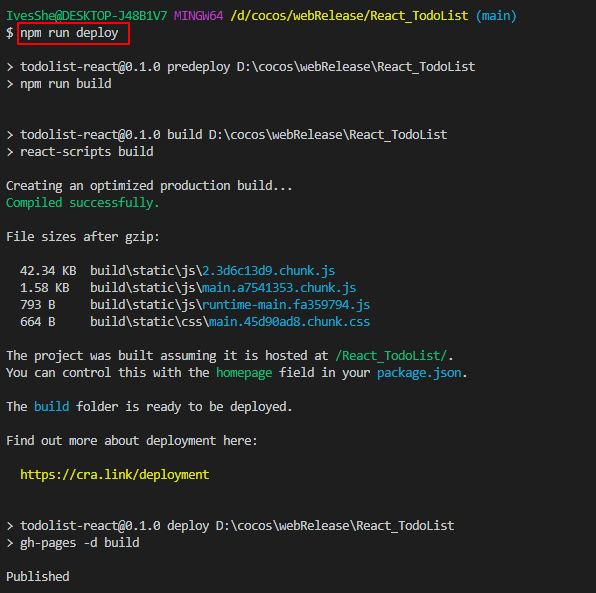 IvesShe@DESKTOP-J48B1V7 MINGW64 /d/cocos/webRelease/React_TodoList (main)
$ npm run deploy
> todolist-react@0.1.0 predeploy D:\cocos\webRelease\React_TodoList
> npm run build
> todolist-react@0.1.0 build D:\cocos\webRelease\React_TodoList
> react-scripts build
Creating an optimized production build...
Compiled successfully.
File sizes after gzip:
42.34 KB build\static\js\2.3d6c13d9.chunk.js
1.58 KB build\static\js\main.a7541353.chunk.js
793 B build\static\js\runtime-main.fa359794.js
664 B build\static\css\main.45d90ad8.chunk.css
The project was built assuming it is hosted at /React_TodoList/.
You can control this with the homepage field in your package.json.
The build folder is ready to be deployed.
Find out more about deployment here:
https://cra.link/deployment
> todolist-react@0.1.0 deploy D:\cocos\webRelease\React_TodoList
> gh-pages -d build
Published